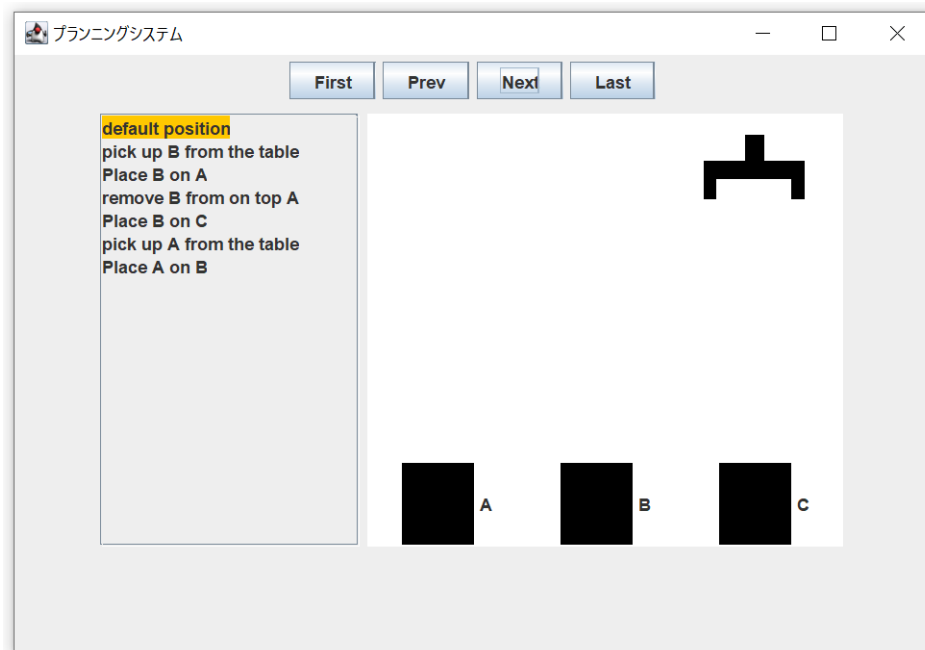 プランニングシステム
First Prev Next Last
default position
pick up B from the table
Place B on A
remove B from on top A
Place B on C
pick up A from the table
Place A on B
A B C